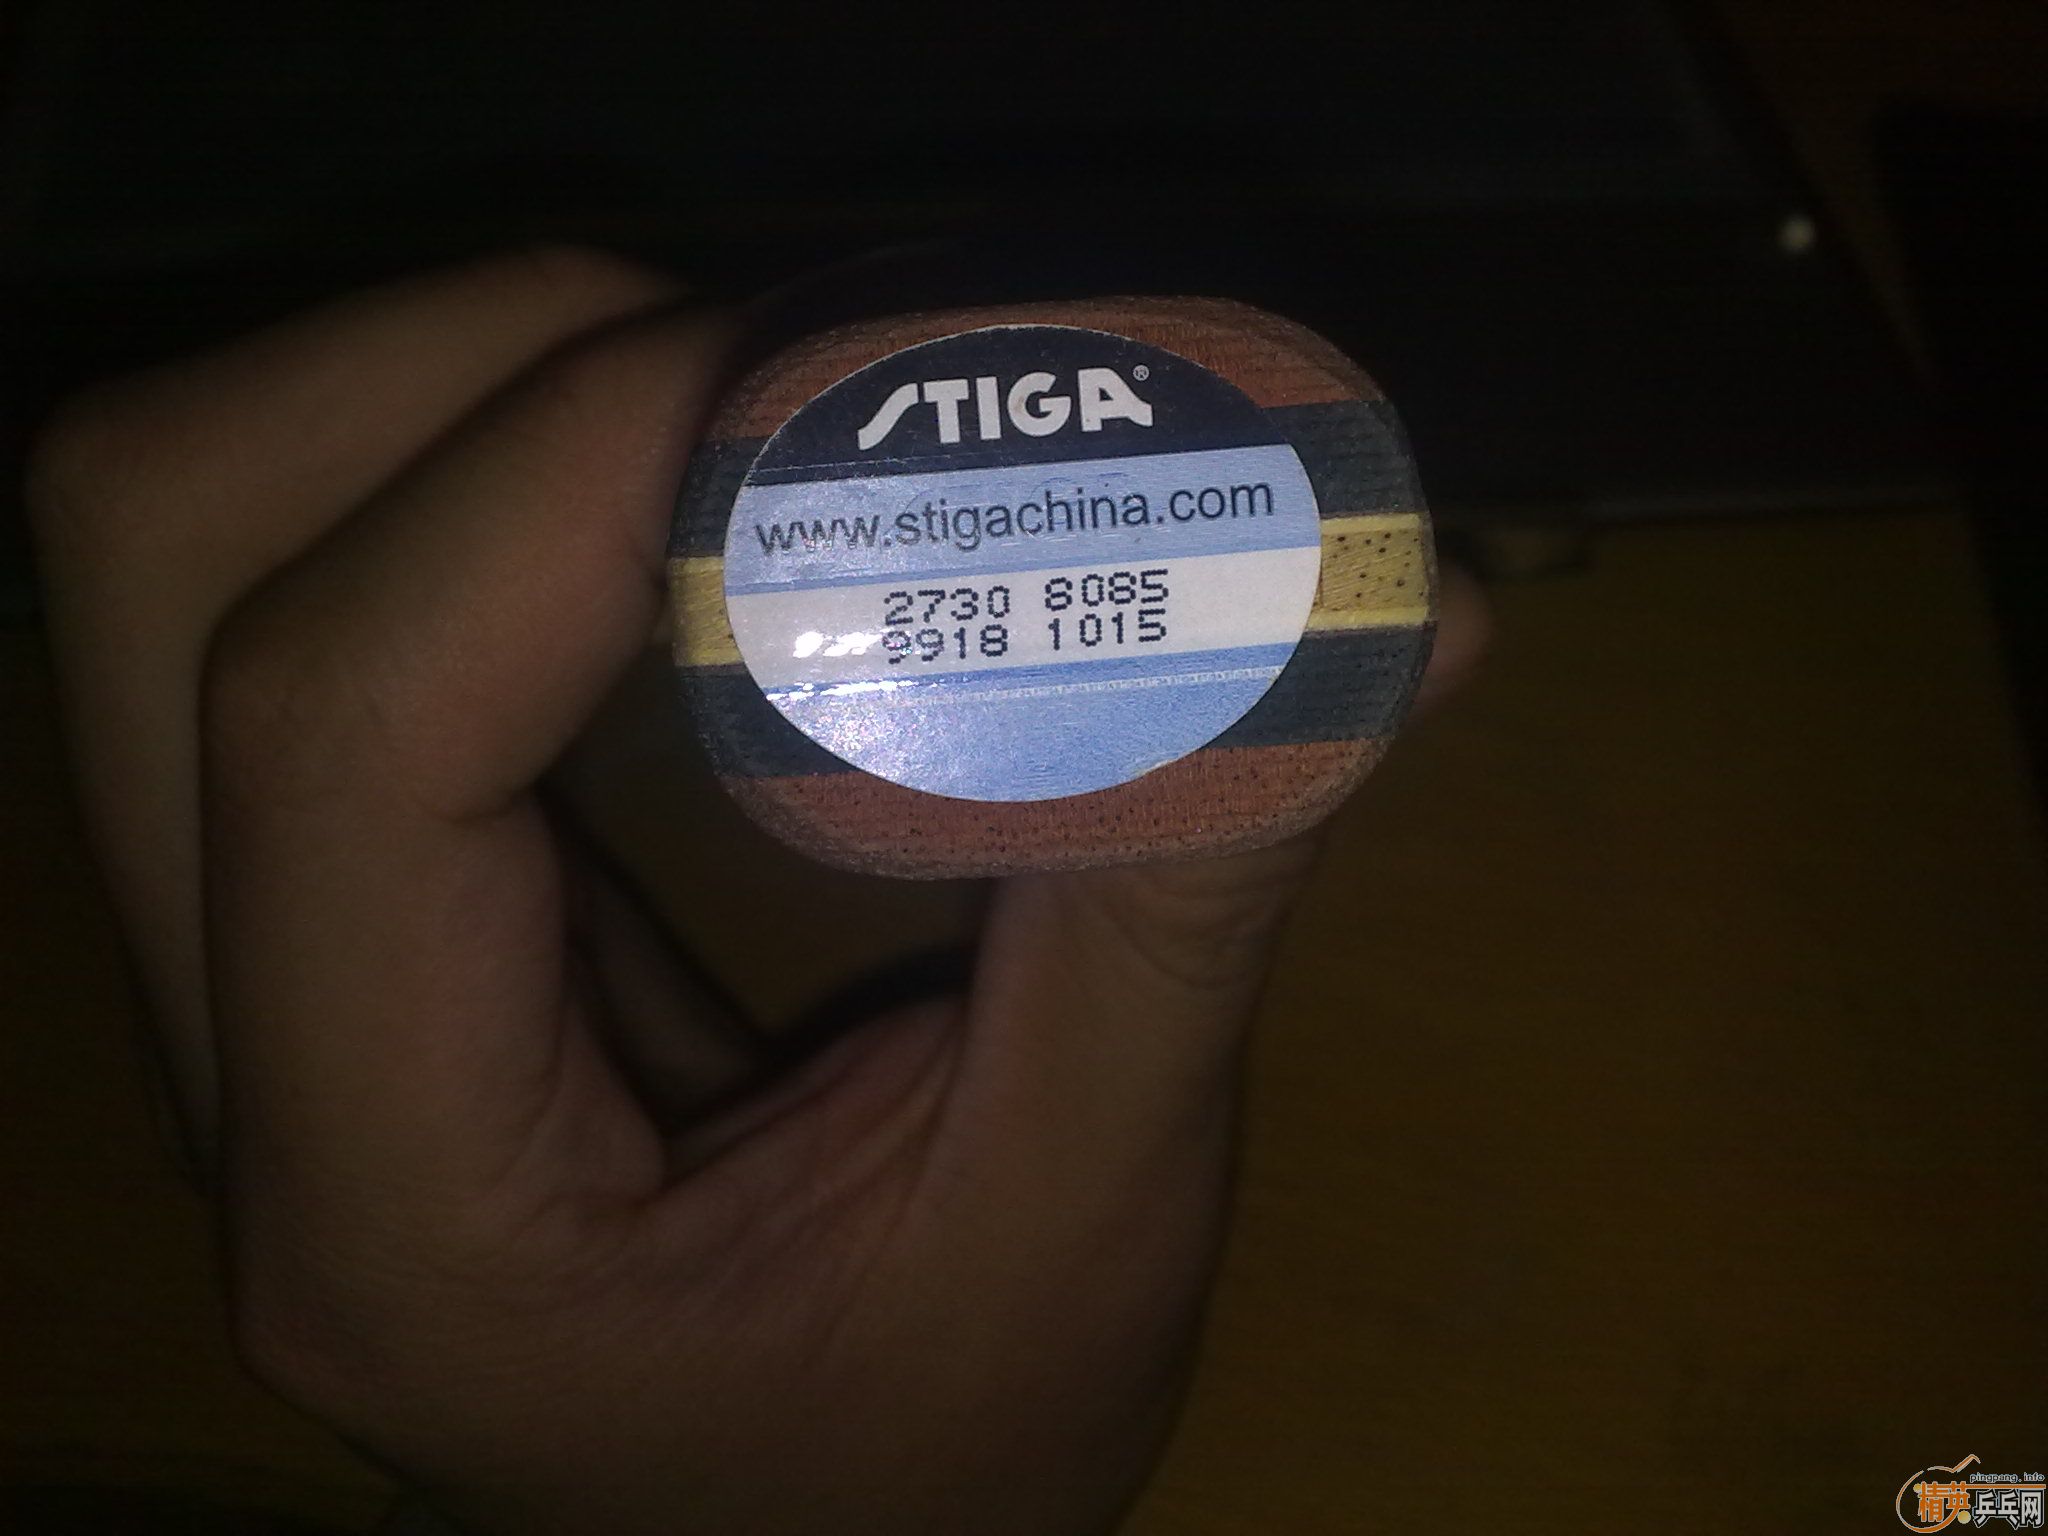 STIGA®
www.stigachina.com
2730 8085
9918 1015
pingpang.info
精英乒乓网